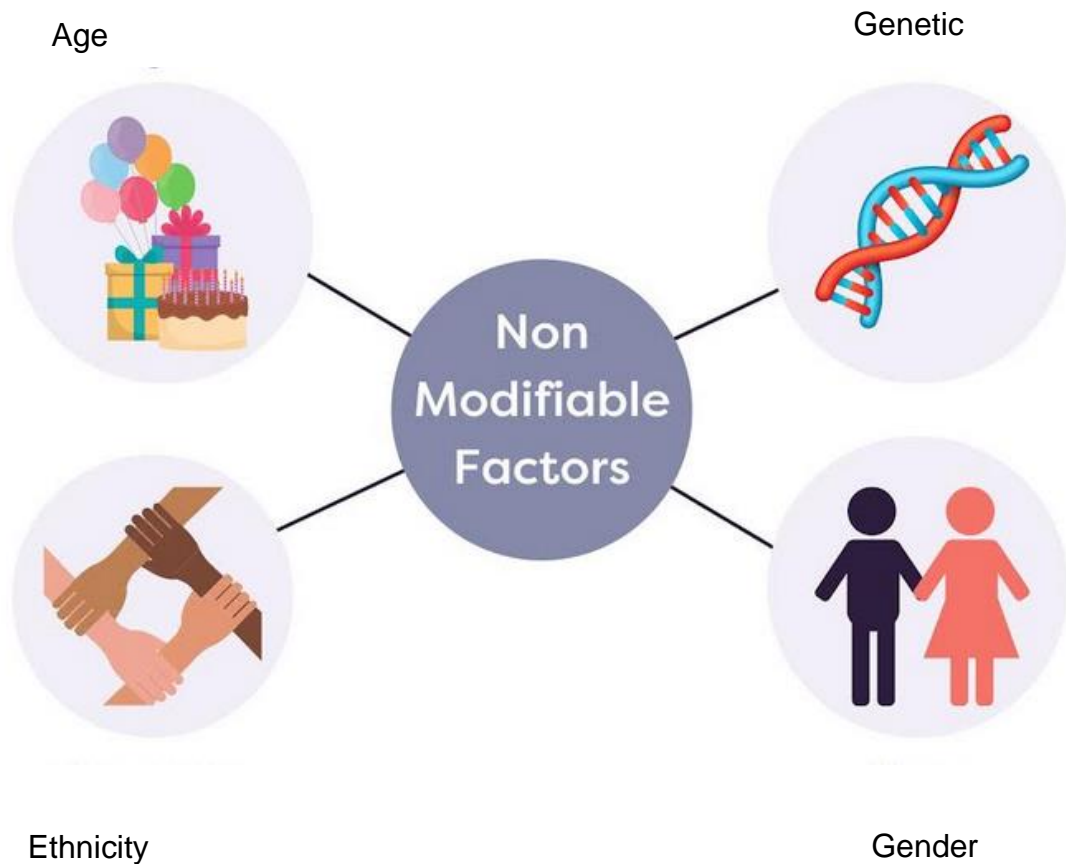 Age
Genetic
Non
Modifiable
Factors
Ethnicity
Gender